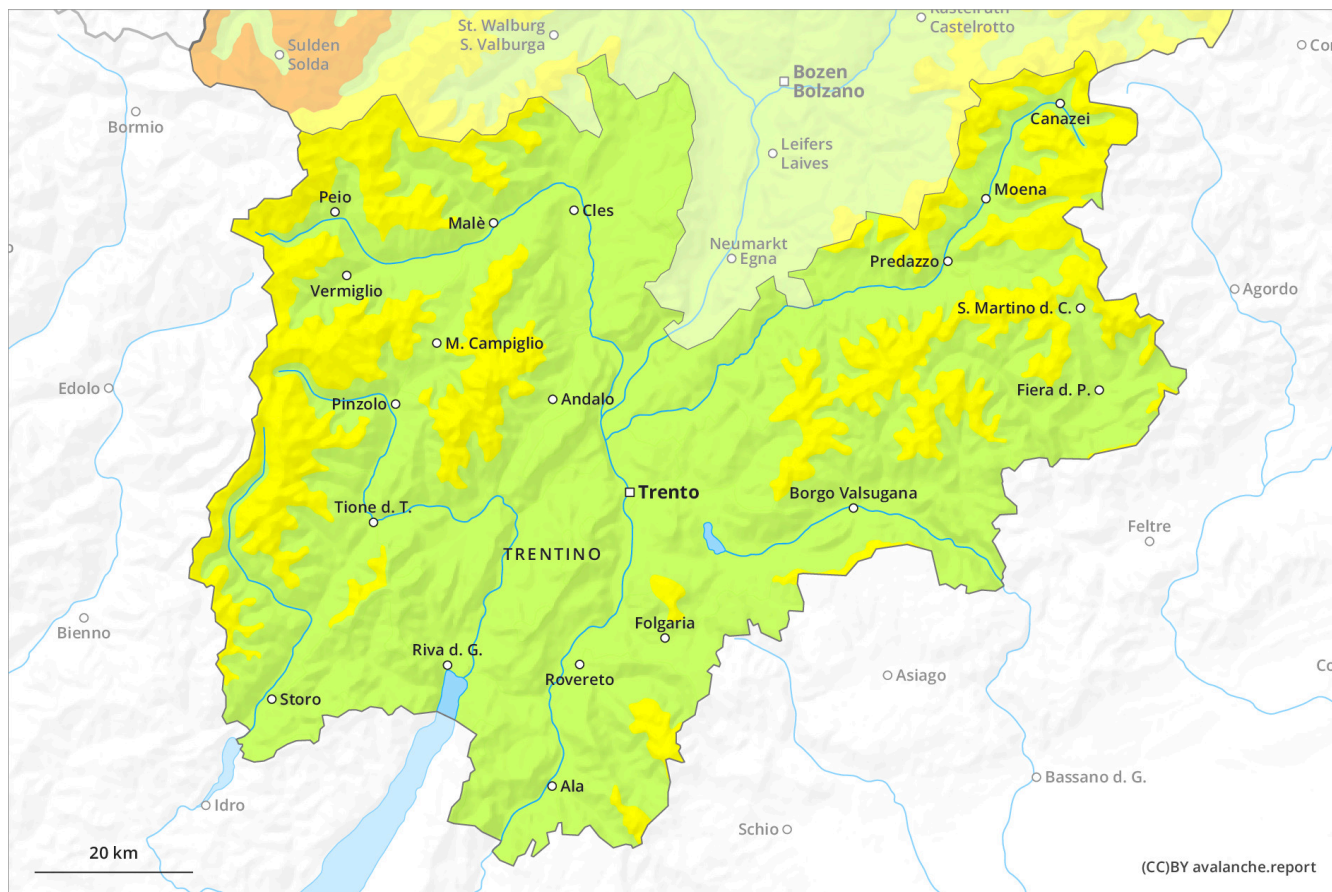 St. Walburg
S. Valburga
Castelrotto
Sulden
Solda
Bozen
Bolzano
Bormio
Canazei
Leifers
Laives
Peio
Moena
Malè
Cles
Neumarkt
Egna
Predazzo
Vermiglio
Agordo
S. Martino d. C.
M. Campiglio
Edolo
Fiera d. P.
Pinzolo
Andalo
Trento
Borgo Valsugana
Tione d. T.
Feltre
TRENTINO
Bienno
Folgaria
Riva d. G.
Asiago
Rovereto
Storo
Bassano d. G.
Ala
Idro
Schio
20 km
(CC)BY avalanche.report